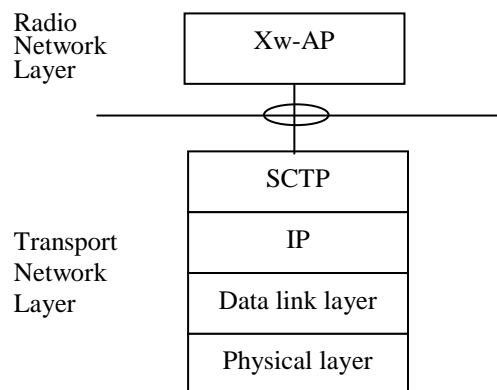 Radio
Network
Layer
Xw-AP
SCTP
Transport
Network
Layer
IP
Data link layer
Physical layer